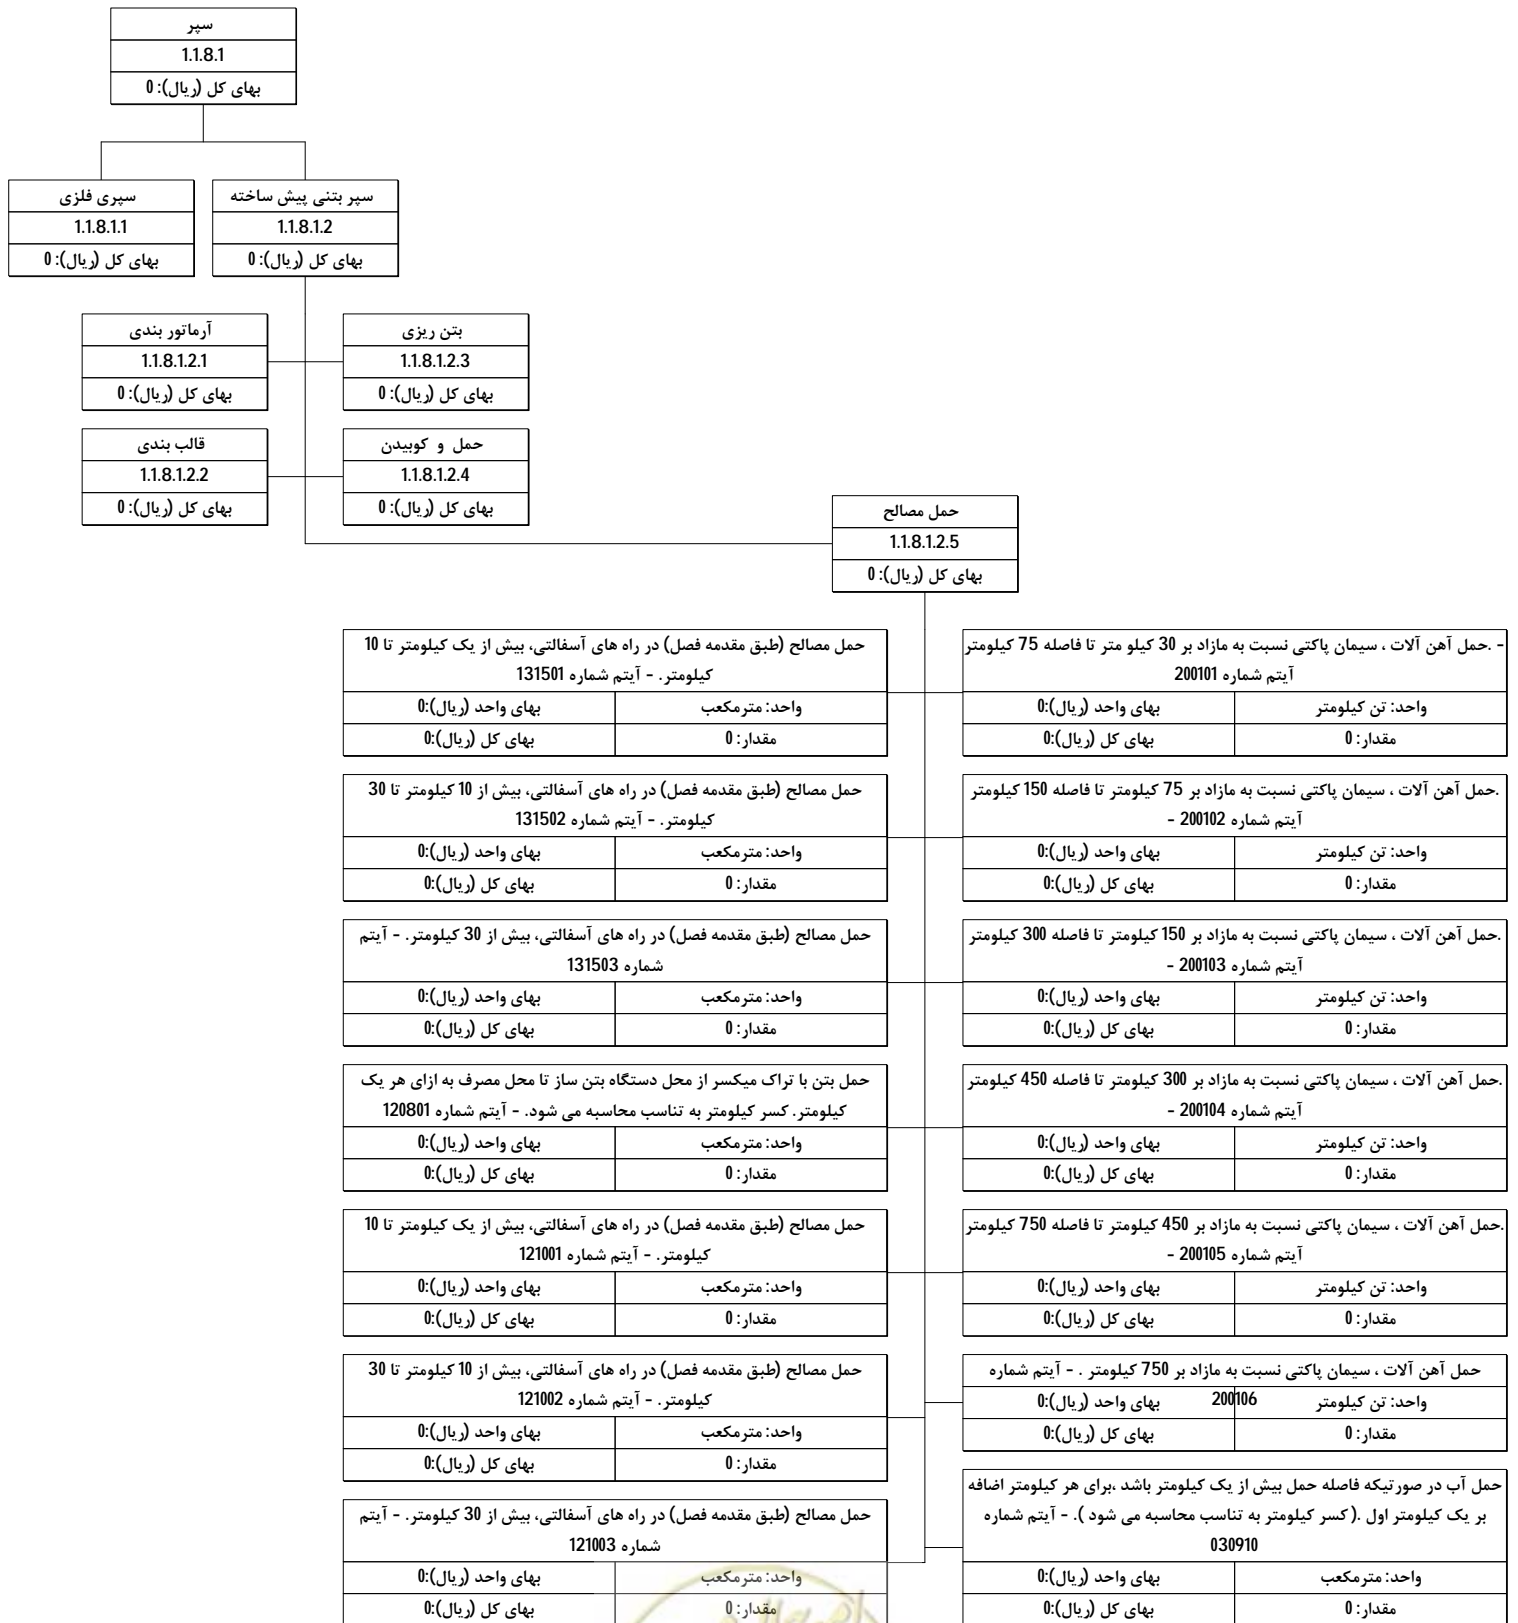 سپر
1.1.8.1
بهای کل (ریال): 0
سپر بتنی پیش ساخته
1.1.8.1.2
بهای کل (ریال): 0
سپری فلزی
1.1.8.1.1
بهای کل (ریال): 0
بتن ریزی
1.1.8.1.2.3
بهای کل (ریال): 0
آرماتور بندی
1.1.8.1.2.1
بهای کل (ریال): 0
حمل و کوبیدن
1.1.8.1.2.4
بهای کل (ریال): 0
قالب بندی
1.1.8.1.2.2
بهای کل (ریال): 0
حمل مصالح
1.1.8.1.2.5
بهای کل (ریال): 0
- .حمل آهن آلات ، سیمان پاکتی نسبت به مازاد بر 30 کیلو متر تا فاصله 75 کیلومتر
آیتم شماره 200101
واحد: تن کیلومتر بهای واحد (ریال):0
مقدار: 0 بهای کل (ریال):0
حمل مصالح (طبق مقدمه فصل) در راه های آسفالتی، بیش از یک کیلومتر تا 10
کیلومتر. - آیتم شماره 131501
واحد: مترمکعب بهای واحد (ریال):0
مقدار: 0 بهای کل (ریال):0
.حمل آهن آلات ، سیمان پاکتی نسبت به مازاد بر 75 کیلومتر تا فاصله 150 کیلومتر
آیتم شماره 200102 -
واحد: تن کیلومتر بهای واحد (ریال):0
مقدار: 0 بهای کل (ریال):0
حمل مصالح (طبق مقدمه فصل) در راه های آسفالتی، بیش از 10 کیلومتر تا 30
کیلومتر. - آیتم شماره 131502
واحد: مترمکعب بهای واحد (ریال):0
مقدار: 0 بهای کل (ریال):0
.حمل آهن آلات ، سیمان پاکتی نسبت به مازاد بر 150 کیلومتر تا فاصله 300 کیلومتر
آیتم شماره 200103 -
واحد: تن کیلومتر بهای واحد (ریال):0
مقدار: 0 بهای کل (ریال):0
حمل مصالح (طبق مقدمه فصل) در راه های آسفالتی، بیش از 30 کیلومتر. - آیتم
شماره 131503
واحد: مترمکعب بهای واحد (ریال):0
مقدار: 0 بهای کل (ریال):0
.حمل آهن آلات ، سیمان پاکتی نسبت به مازاد بر 300 کیلومتر تا فاصله 450 کیلومتر
آیتم شماره 200104 -
واحد: تن کیلومتر بهای واحد (ریال):0
مقدار: 0 بهای کل (ریال):0
حمل بتن با تراک میکسر از محل دستگاه بتن ساز تا محل مصرف به ازای هر یک
کیلومتر. کسر کیلومتر به تناسب محاسبه می شود. - آیتم شماره 120801
واحد: مترمکعب بهای واحد (ریال):0
مقدار: 0 بهای کل (ریال):0
.حمل آهن آلات ، سیمان پاکتی نسبت به مازاد بر 450 کیلومتر تا فاصله 750 کیلومتر
آیتم شماره 200105 -
واحد: تن کیلومتر بهای واحد (ریال):0
مقدار: 0 بهای کل (ریال):0
حمل مصالح (طبق مقدمه فصل) در راه های آسفالتی، بیش از یک کیلومتر تا 10
کیلومتر. - آیتم شماره 121001
واحد: مترمکعب بهای واحد (ریال):0
مقدار: 0 بهای کل (ریال):0
حمل آهن آلات ، سیمان پاکتی نسبت به مازاد بر 750 کیلومتر . - آیتم شماره
200106
واحد: تن کیلومتر بهای واحد (ریال):0
مقدار: 0 بهای کل (ریال):0
حمل مصالح (طبق مقدمه فصل) در راه های آسفالتی، بیش از 10 کیلومتر تا 30
کیلومتر. - آیتم شماره 121002
واحد: مترمکعب بهای واحد (ریال):0
مقدار: 0 بهای کل (ریال):0
حمل آب در صورتیکه فاصله حمل بیش از یک کیلومتر باشد ،برای هر کیلومتر اضافه
بر یک کیلومتر اول .( کسر کیلومتر به تناسب محاسبه می شود ). - آیتم شماره
030910
واحد: مترمکعب بهای واحد (ریال):0
مقدار: 0 بهای کل (ریال):0
حمل مصالح (طبق مقدمه فصل) در راه های آسفالتی، بیش از 30 کیلومتر. - آیتم
شماره 121003
واحد: مترمکعب بهای واحد (ریال):0
مقدار: 0 بهای کل (ریال):0